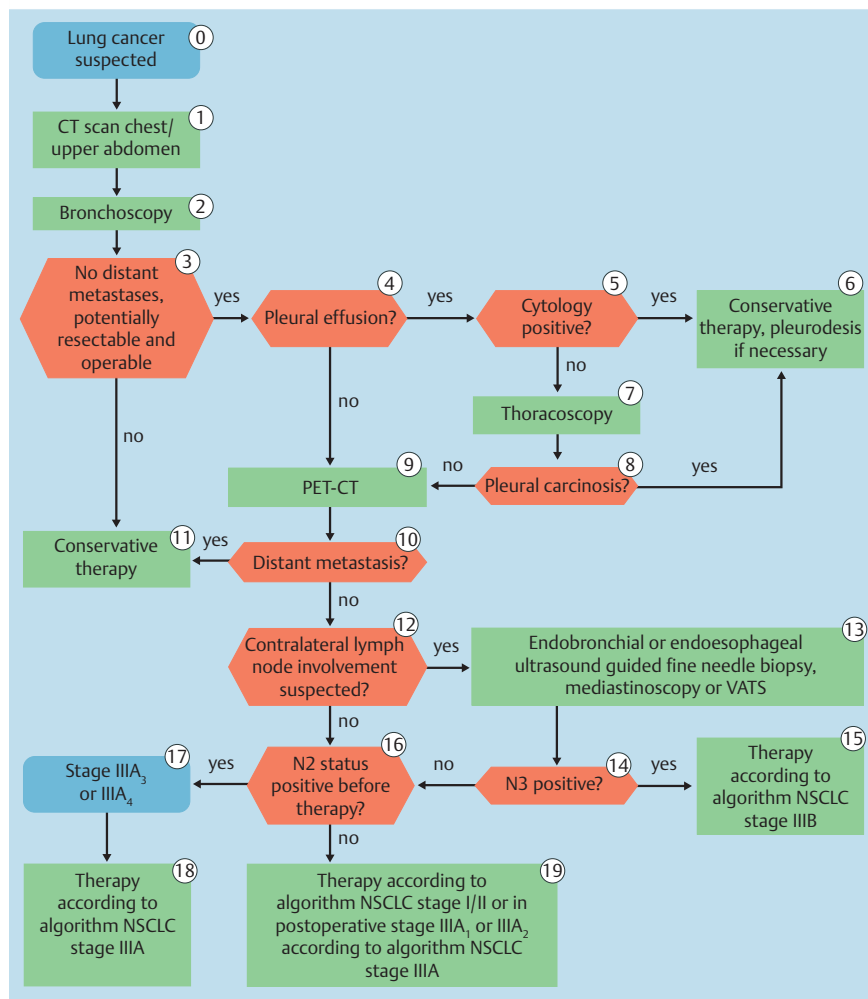 0
Lung cancer
suspected
1
CT scan chest/
upper abdomen
2
Bronchoscopy
3
No distant
metastases,
potentially
resectable and
operable
yes
4
Pleural effusion?
yes
5
Cytology
positive?
yes
6
Conservative
therapy, pleurodesis
if necessary
no
7
Thoracoscopy
no
no
9
PET-CT
no
8
Pleural carcinosis?
yes
11
Conservative
therapy
yes
10
Distant metastasis?
no
12
Contralateral lymph
node involvement
suspected?
yes
13
Endobronchial or endoesophageal
ultrasound guided fine needle biopsy,
mediastinoscopy or VATS
no
17
Stage IIIA₃
or IIIA₄
yes
16
N2 status
positive before
therapy?
no
14
N3 positive?
yes
15
Therapy
according to
algorithm NSCLC
stage IIIB
no
18
Therapy
according to
algorithm NSCLC
stage IIIA
19
Therapy according to
algorithm NSCLC stage I/II or in
postoperative stage IIIA₁ or IIIA₂
according to algorithm NSCLC
stage IIIA